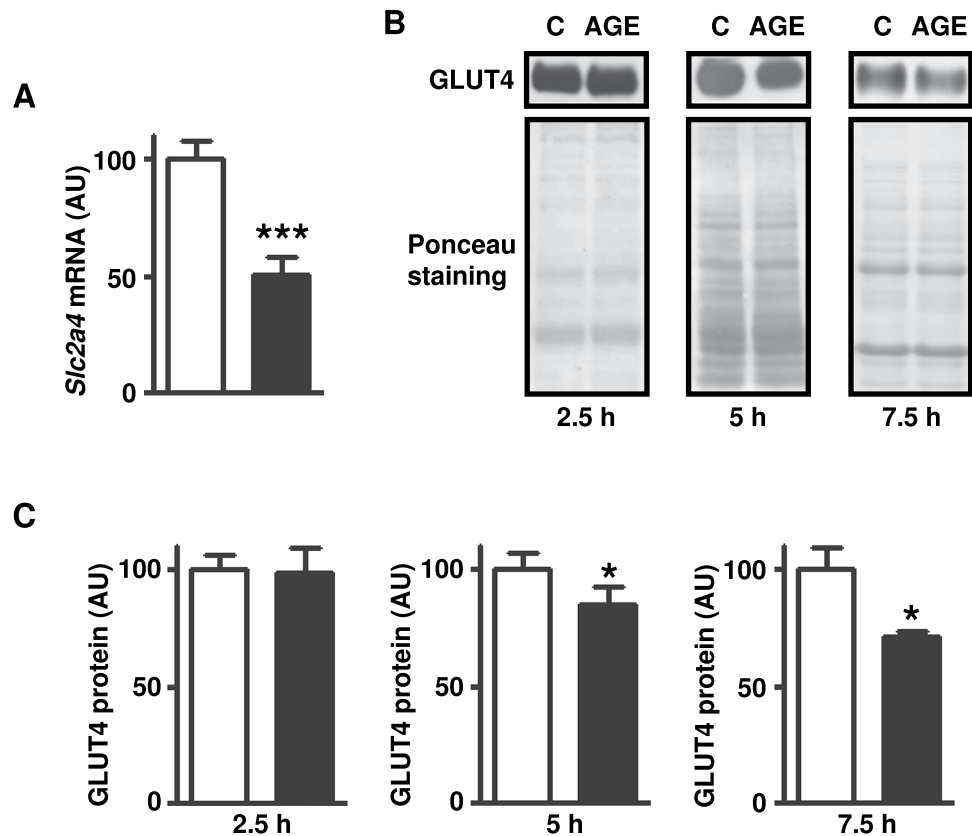 A
Slc2a4 mRNA (AU)
100
50
0
***
B
C AGE C AGE C AGE
GLUT4
Ponceau
staining
2.5 h 5 h 7.5 h
C
GLUT4 protein (AU)
100
50
0
2.5 h
GLUT4 protein (AU)
100
50
0
*
5 h
GLUT4 protein (AU)
100
50
0
*
7.5 h